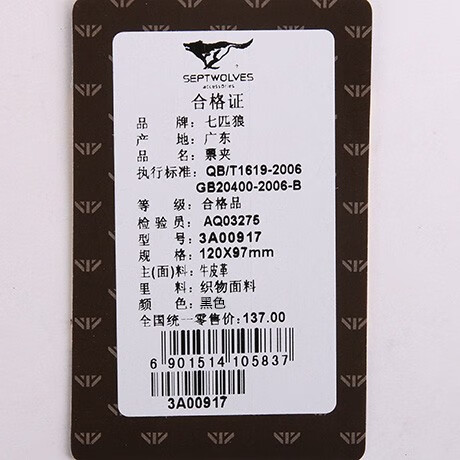 SEPTWOLVES
accessories
合格证
品 牌: 七匹狼
产 地: 广东
品 名: 票夹
执行标准: QB/T1619-2006
GB20400-2006-B
等 级: 合格品
检 验 员: AQ03275
型 号: 3A00917
规 格: 120X97mm
主(面)料: 牛皮革
里 料: 织物面料
颜 色: 黑色
全国统一零售价: 137.00
6 901514 105837
3A00917